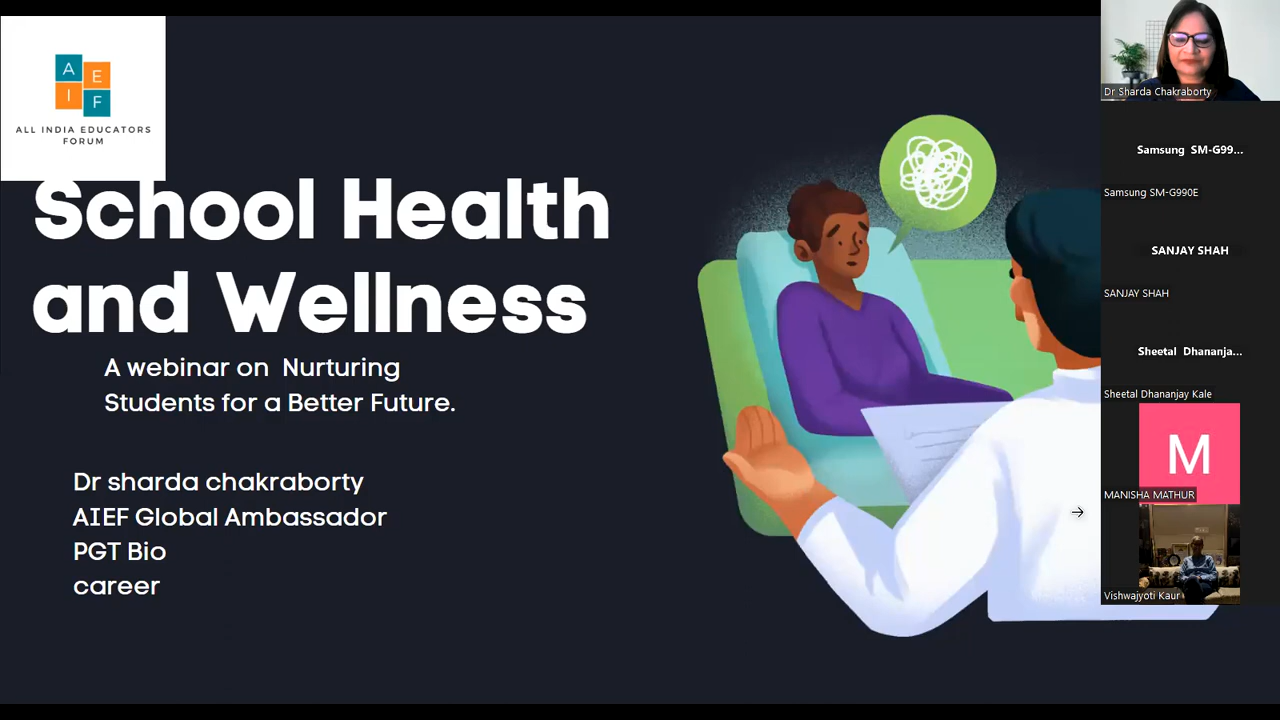 A
E
I
F
ALL INDIA EDUCATORS
FORUM
School Health
and Wellness
A webinar on Nurturing
Students for a Better Future.
Dr sharda chakraborty
AIEF Global Ambassador
PGT Bio
career
Dr Sharda Chakraborty
Samsung SM-G99...
Samsung SM-G990E
SANJAY SHAH
SANJAY SHAH
Sheetal Dhananja...
Sheetal Dhananjay Kale
M
MANISHA MATHUR
Vishwajyoti Kaur